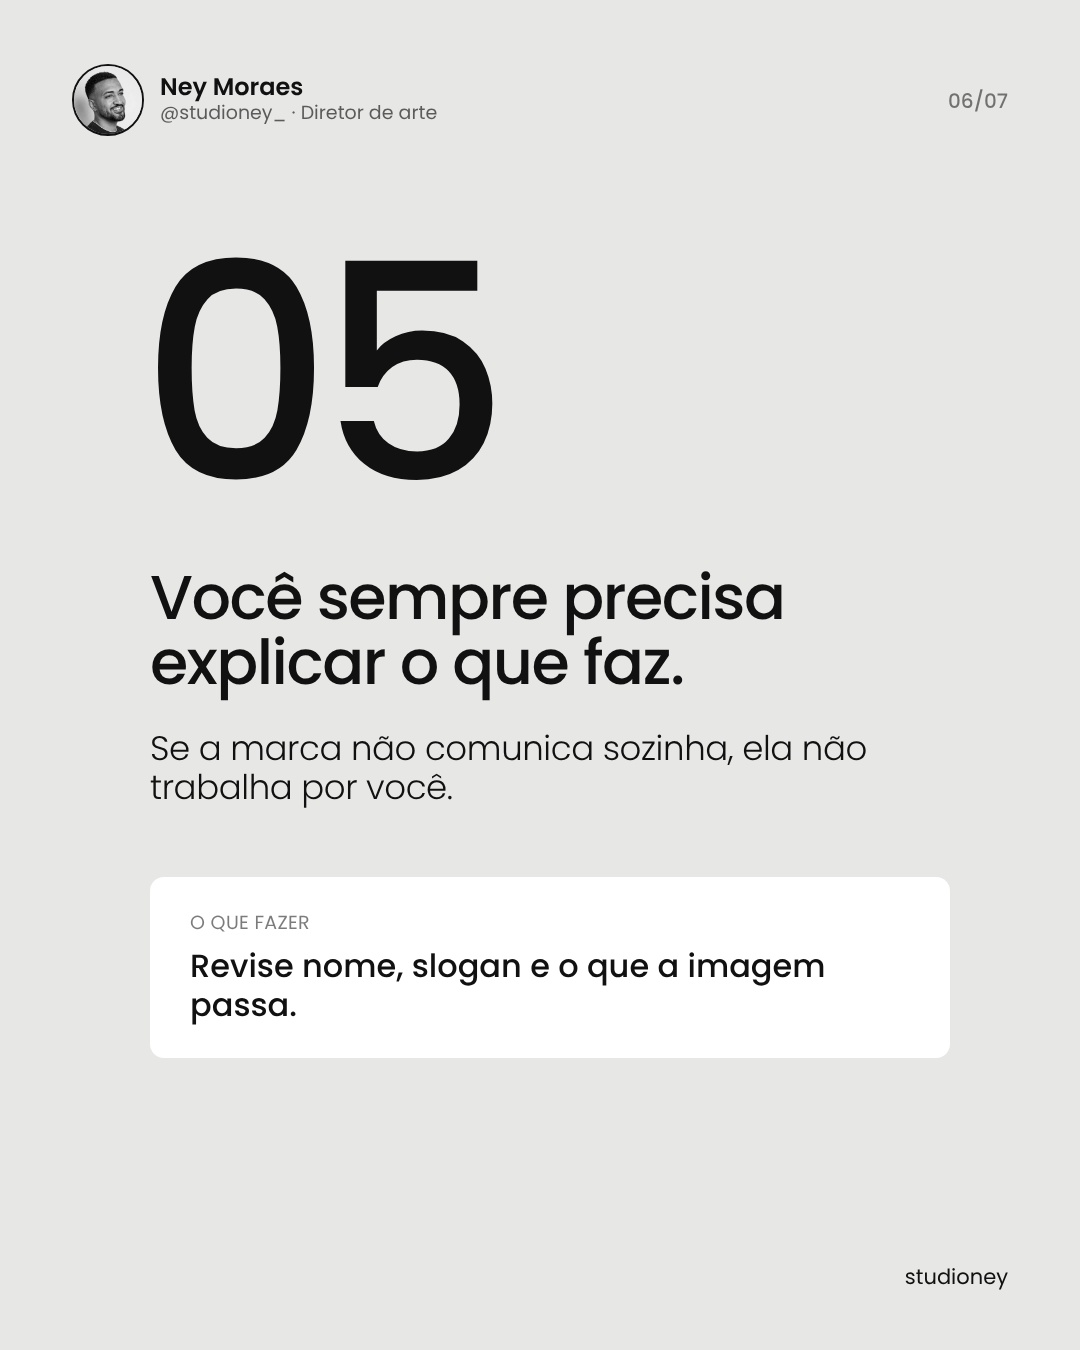 Ney Moraes
@studioney_ · Diretor de arte
06/07
05
Você sempre precisa
explicar o que faz.
Se a marca não comunica sozinha, ela não
trabalha por você.
O QUE FAZER
Revise nome, slogan e o que a imagem
passa.
studioney